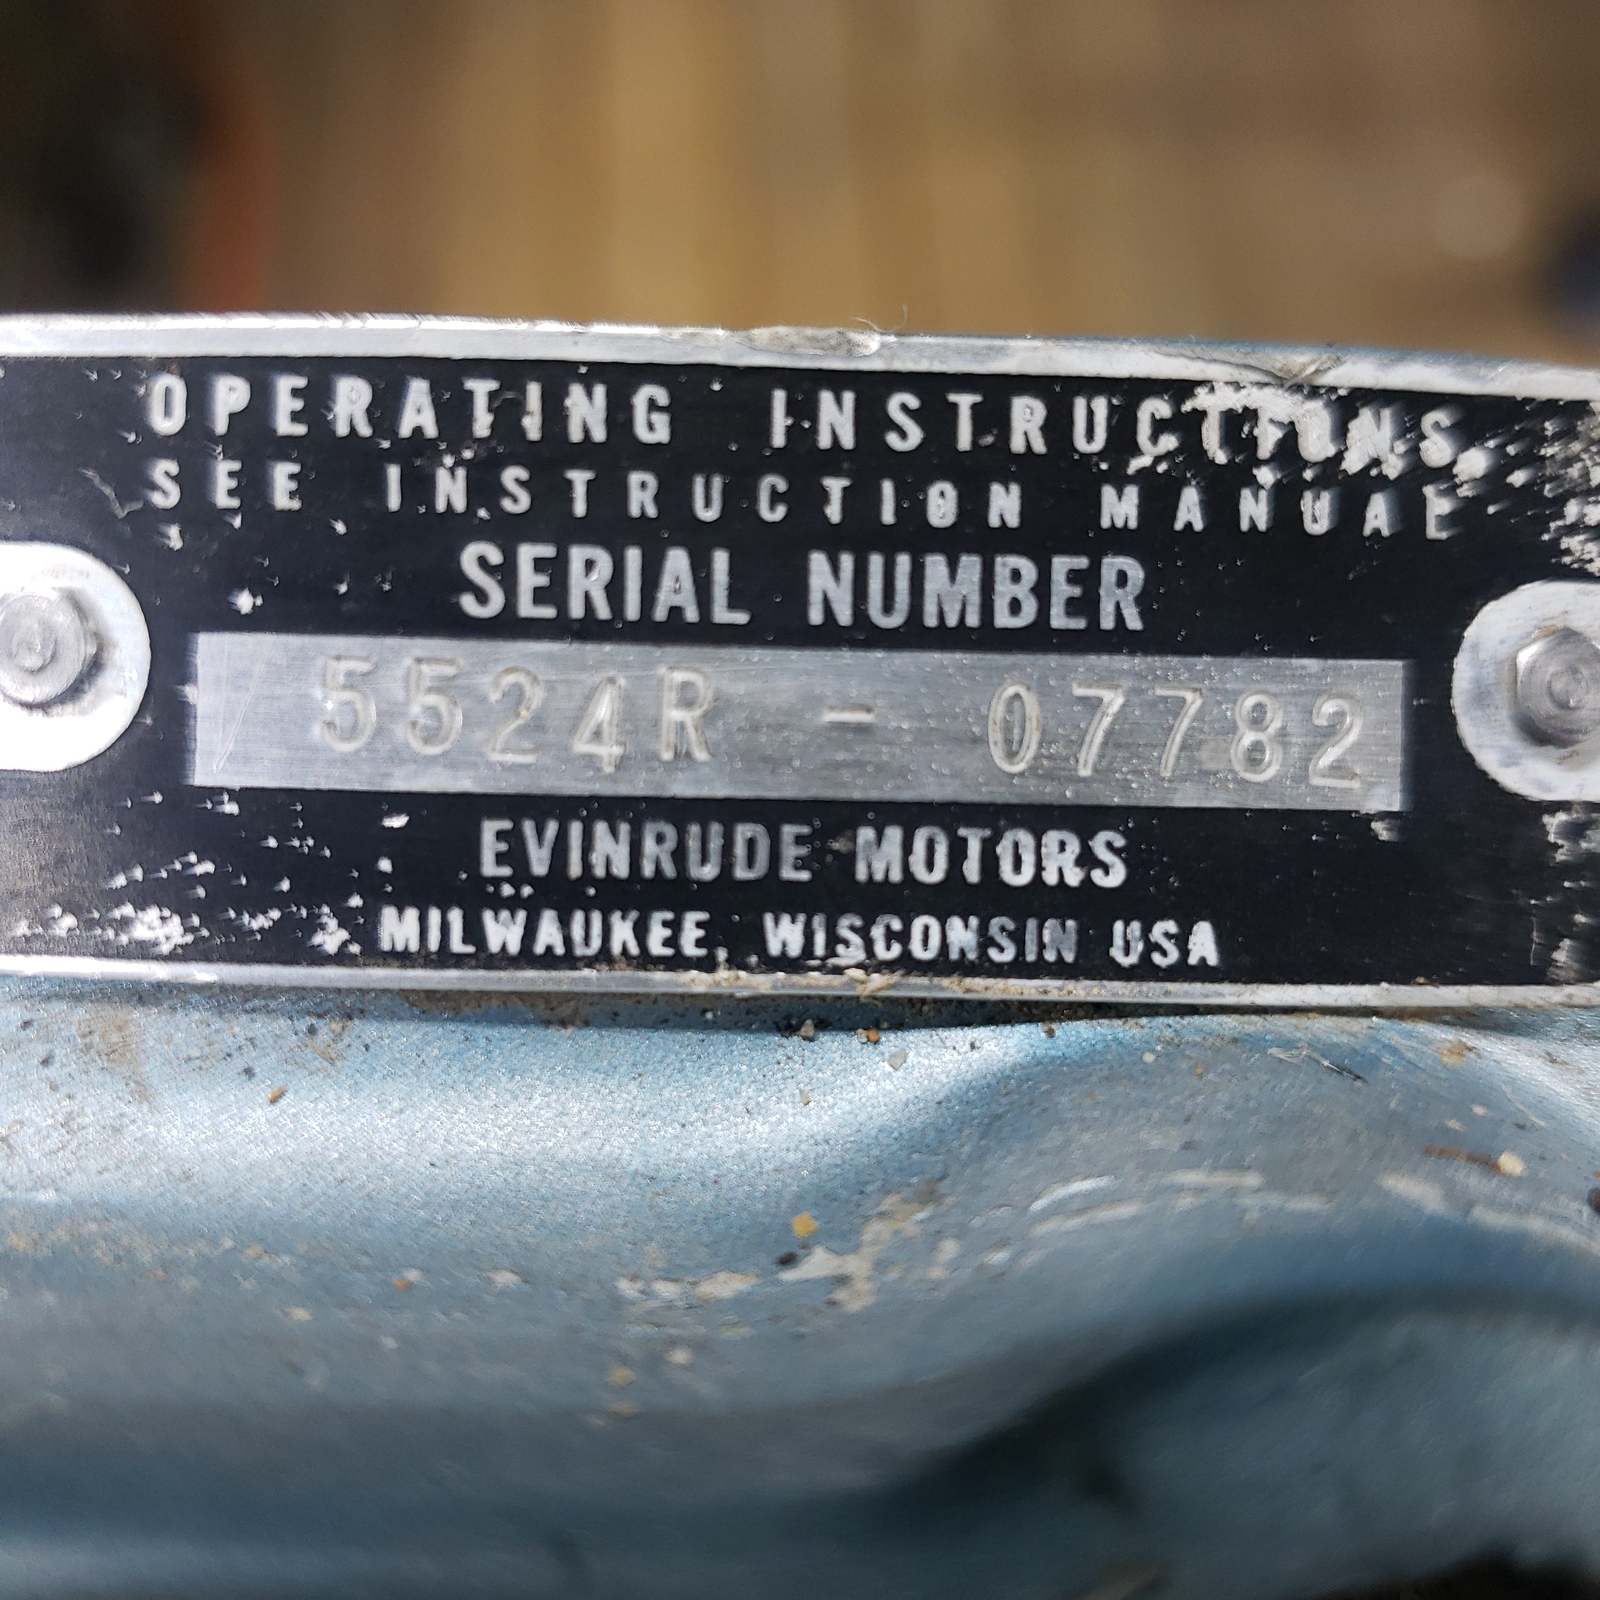 OPERATING INSTRUCTIONS
SEE INSTRUCTION MANUAL
SERIAL NUMBER
5524R - 07782
EVINRUDE MOTORS
MILWAUKEE, WISCONSIN USA